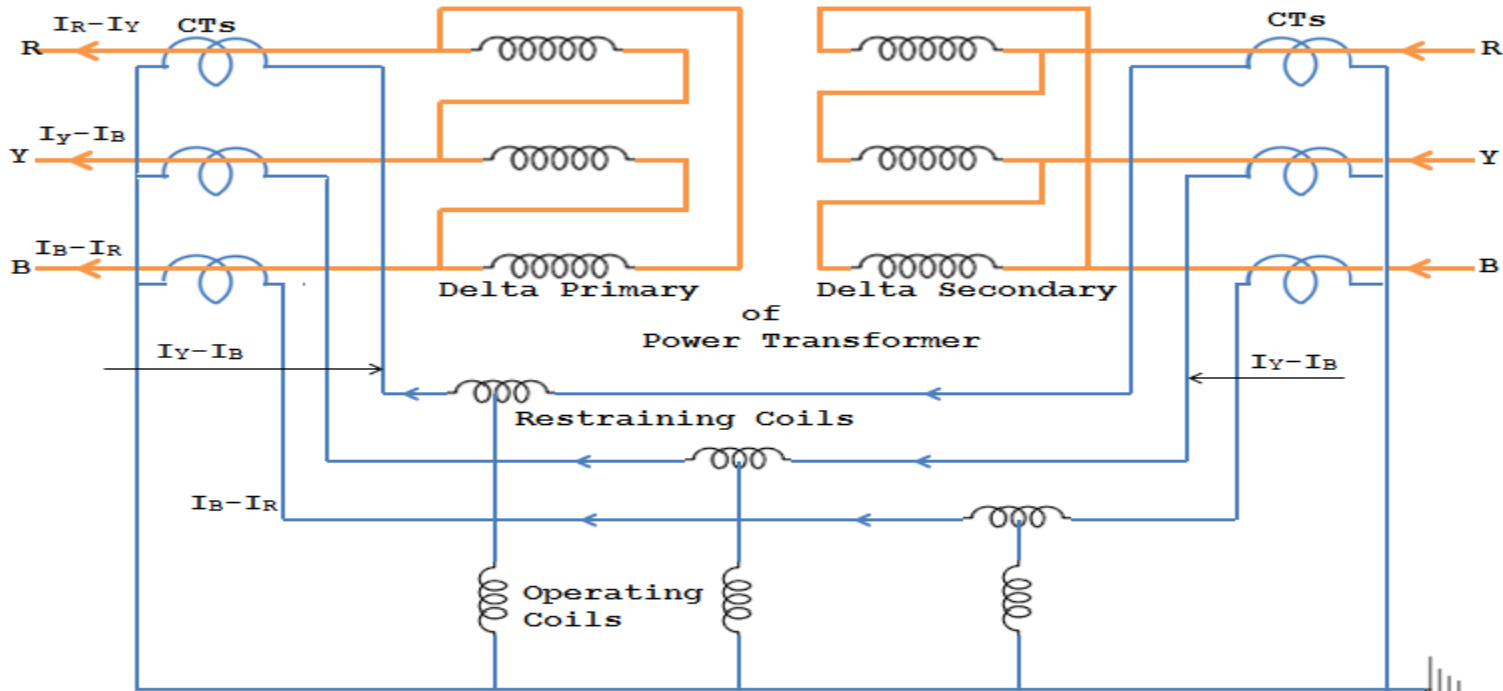 IR-IY
CTs
CTs
R
R
IY-IB
Y
Y
IB-IR
B
B
Delta Primary
Delta Secondary
of
Power Transformer
IY-IB
IY-IB
Restraining Coils
IB-IR
Operating
Coils